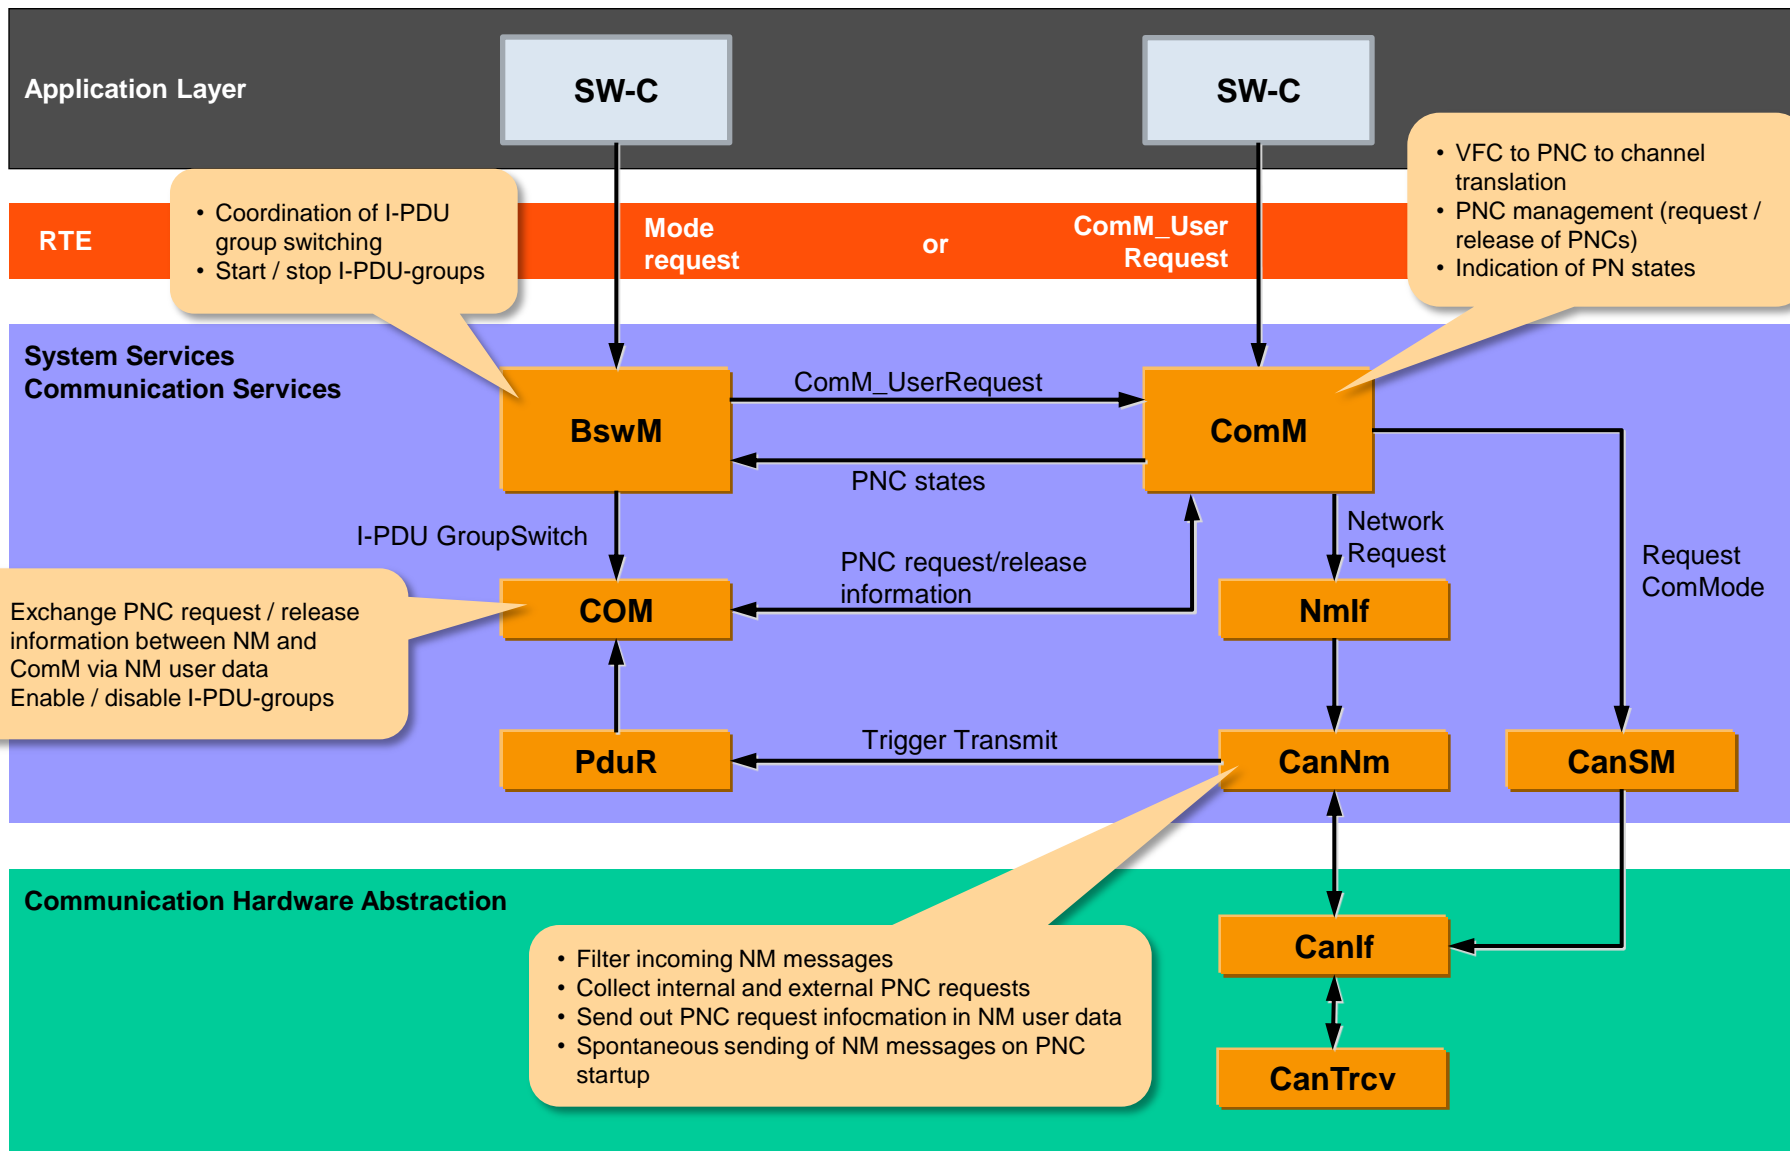 Application Layer
SW-C
SW-C
• VFC to PNC to channel
translation
• PNC management (request /
release of PNCs)
• Indication of PN states
• Coordination of I-PDU
group switching
• Start / stop I-PDU-groups
RTE
Mode
request
or
ComM_User
Request
System Services
Communication Services
BswM
ComM_UserRequest
ComM
PNC states
I-PDU GroupSwitch
Network
Request
PNC request/release
information
Request
ComMode
COM
NmIf
Exchange PNC request / release
information between NM and
ComM via NM user data
Enable / disable I-PDU-groups
PduR
Trigger Transmit
CanNm
CanSM
Communication Hardware Abstraction
• Filter incoming NM messages
• Collect internal and external PNC requests
• Send out PNC request infocmation in NM user data
• Spontaneous sending of NM messages on PNC
startup
CanIf
CanTrcv